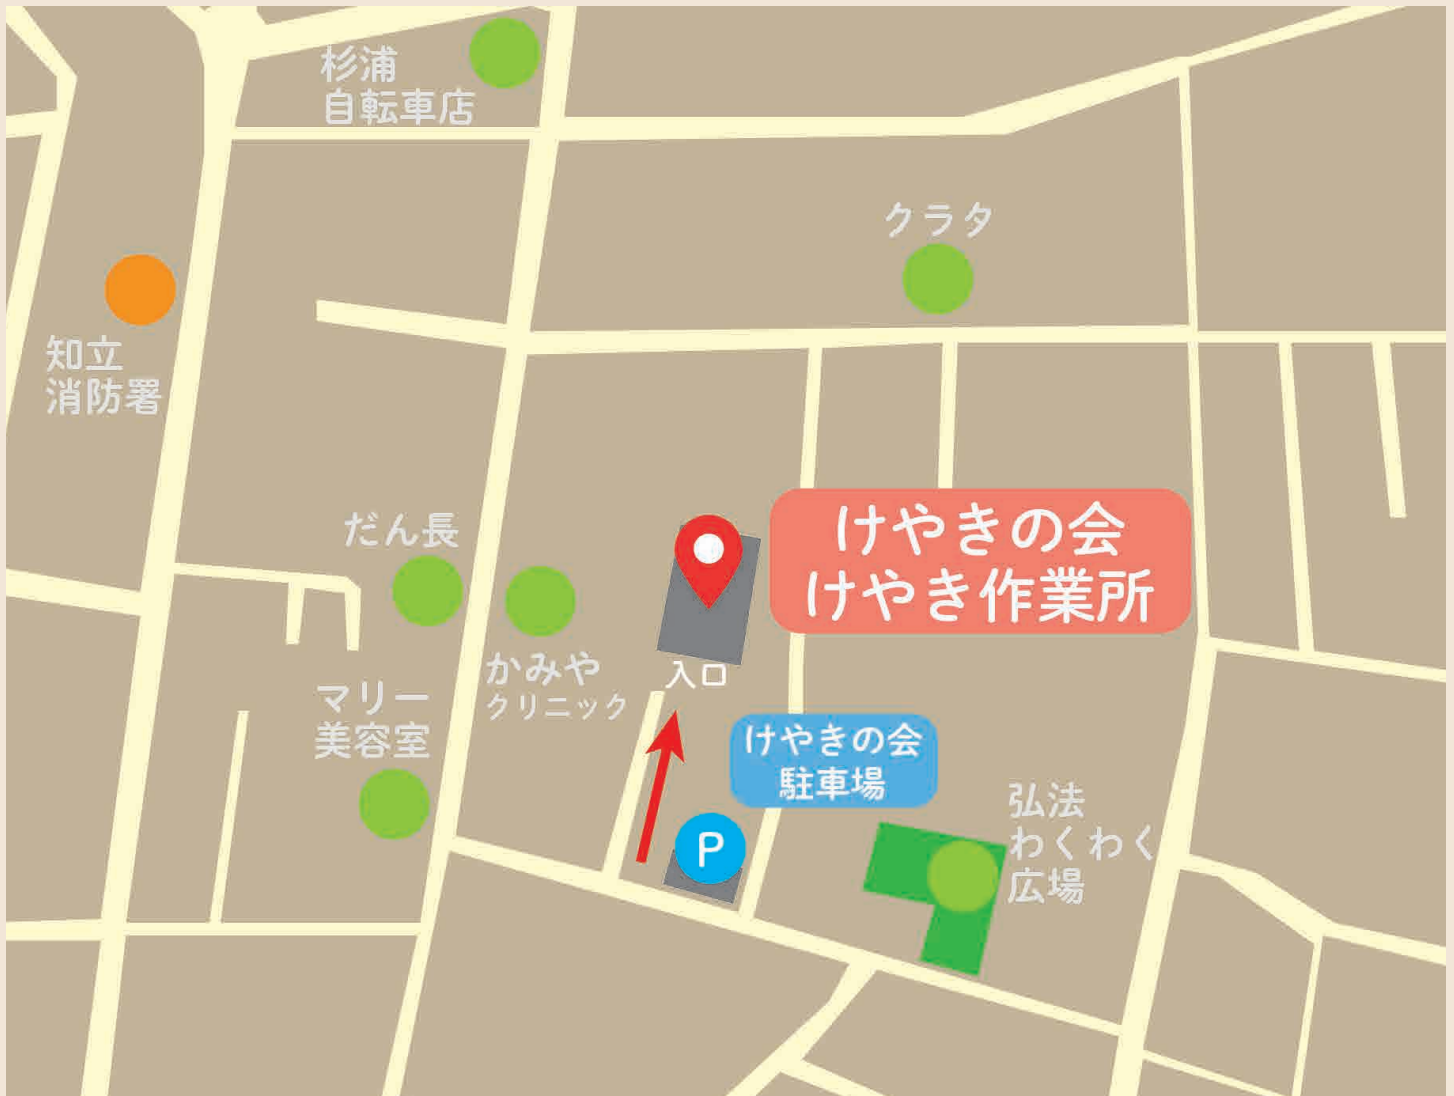 杉浦
自転車店
クラタ
知立
消防署
だん長
けやきの会
けやき作業所
かみや
クリニック
入口
マリー
美容室
けやきの会
駐車場
P
弘法
わくわく
広場